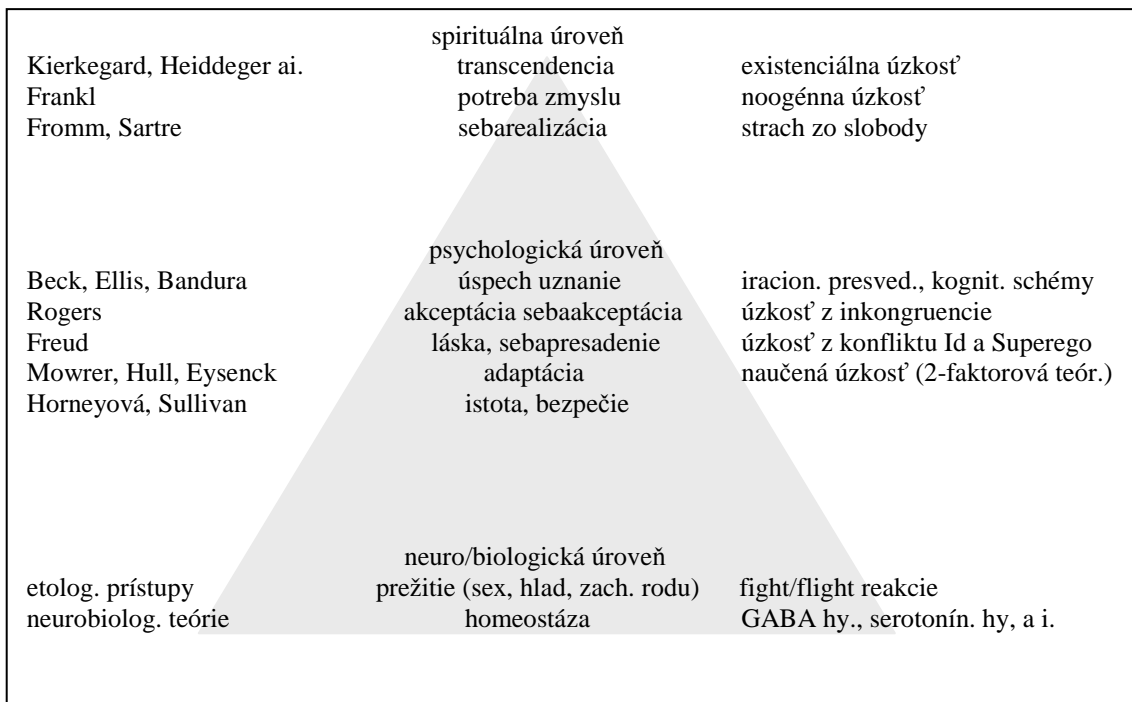 spirituálna úroveň
Kierkegard, Heiddeger ai. transcendencia existenciálna úzkosť
Frankl potreba zmyslu noogénna úzkosť
Fromm, Sartre sebarealizácia strach zo slobody
psychologická úroveň
Beck, Ellis, Bandura úspech uznanie iracion. presved., kognit. schémy
Rogers akceptácia sebaakceptácia úzkosť z inkongruencie
Freud láska, sebapresadenie úzkosť z konfliktu Id a Superego
Mowrer, Hull, Eysenck adaptácia naučená úzkosť (2-faktorová teór.)
Horneyová, Sullivan istota, bezpečie
neuro/biologická úroveň
etolog. prístupy prežitie (sex, hlad, zach. rodu) fight/flight reakcie
neurobiolog. teórie homeostáza GABA hy., serotonín. hy, a i.